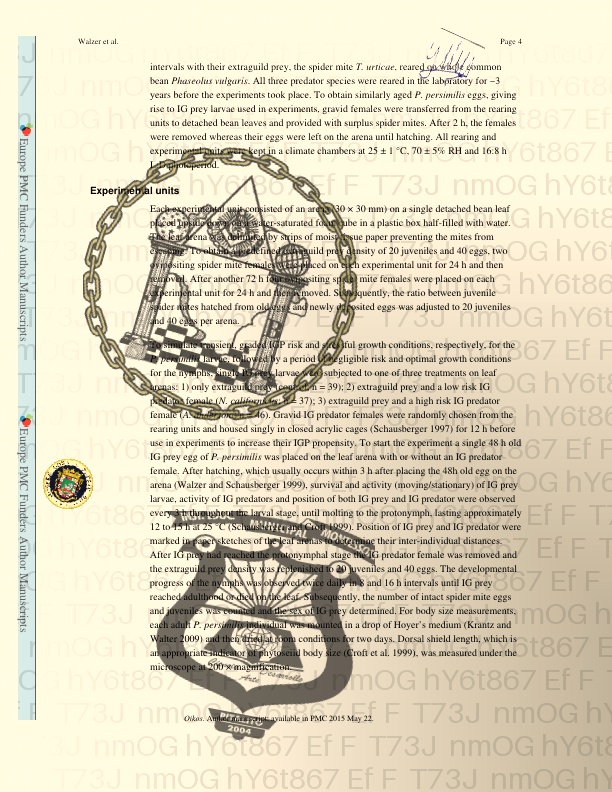 Walzer et al.
Page 4
intervals with their extraguild prey, the spider mite T. urticae, reared on whole common
bean Phaseolus vulgaris. All three predator species were reared in the laboratory for ~3
years before the experiments took place. To obtain similarly aged P. persimilis eggs, giving
rise to IG prey larvae used in experiments, gravid females were transferred from the rearing
units to detached bean leaves and provided with surplus spider mites. After 2 h, the females
were removed whereas their eggs were left on the arena until hatching. All rearing and
experimental units were kept in a climate chambers at 25 ± 1 °C, 70 ± 5% RH and 16:8 h
L:D photoperiod.
Experimental units
Each experimental unit consisted of an arena (30 × 30 mm) on a single detached bean leaf
placed upside down on a water-saturated foam cube in a plastic box half-filled with water.
The leaf arena was delimited by strips of moist tissue paper preventing the mites from
escaping. To obtain a predefined extraguild prey density of 20 juveniles and 40 eggs, two
ovipositing spider mite females were placed on each experimental unit for 24 h and then
removed. After another 72 h four ovipositing spider mite females were placed on each
experimental unit for 24 h and then removed. Subsequently, the ratio between juvenile
spider mites hatched from old eggs and newly deposited eggs was adjusted to 20 juveniles
and 40 eggs per arena.
To simulate transient, graded IGP risk and stressful growth conditions, respectively, for the
P. persimilis larvae, followed by a period of negligible risk and optimal growth conditions
for the nymphs, single IG prey larvae were subjected to one of three treatments on leaf
arenas: 1) only extraguild prey (control, n = 39); 2) extraguild prey and a low risk IG
predator female (N. californicus; n = 37); 3) extraguild prey and a high risk IG predator
female (A. andersoni; n = 46). Gravid IG predator females were randomly chosen from the
rearing units and housed singly in closed acrylic cages (Schausberger 1997) for 12 h before
use in experiments to increase their IGP propensity. To start the experiment a single 48 h old
IG prey egg of P. persimilis was placed on the leaf arena with or without an IG predator
female. After hatching, which usually occurs within 3 h after placing the 48h old egg on the
arena (Walzer and Schausberger 1999), survival and activity (moving/stationary) of IG prey
larvae, activity of IG predators and position of both IG prey and IG predator were observed
every 3 h throughout the larval stage, until molting to the protonymph, lasting approximately
12 to 15 h at 25 °C (Schausberger and Croft 1999). Position of IG prey and IG predator were
marked in paper sketches of the leaf arenas to determine their inter-individual distances.
After IG prey had reached the protonymphal stage the IG predator female was removed and
the extraguild prey density was replenished to 20 juveniles and 40 eggs. The developmental
progress of the nymphs was observed twice daily in 8 and 16 h intervals until IG prey
reached adulthood or died on the leaf. Subsequently, the number of intact spider mite eggs
and juveniles was counted and the sex of IG prey determined. For body size measurements,
each adult P. persimilis individual was mounted in a drop of Hoyer's medium (Krantz and
Walter 2009) and then dried at room conditions for two days. Dorsal shield length, which is
an appropriate indicator of phytoseiid body size (Croft et al. 1999), was measured under the
microscope at 200 × magnification.
Oikos. Author manuscript; available in PMC 2015 May 22.
Europe PMC Funders Author Manuscripts
Europe PMC Funders Author Manuscripts
hY6t867 Ef F T73J nmOG
2004